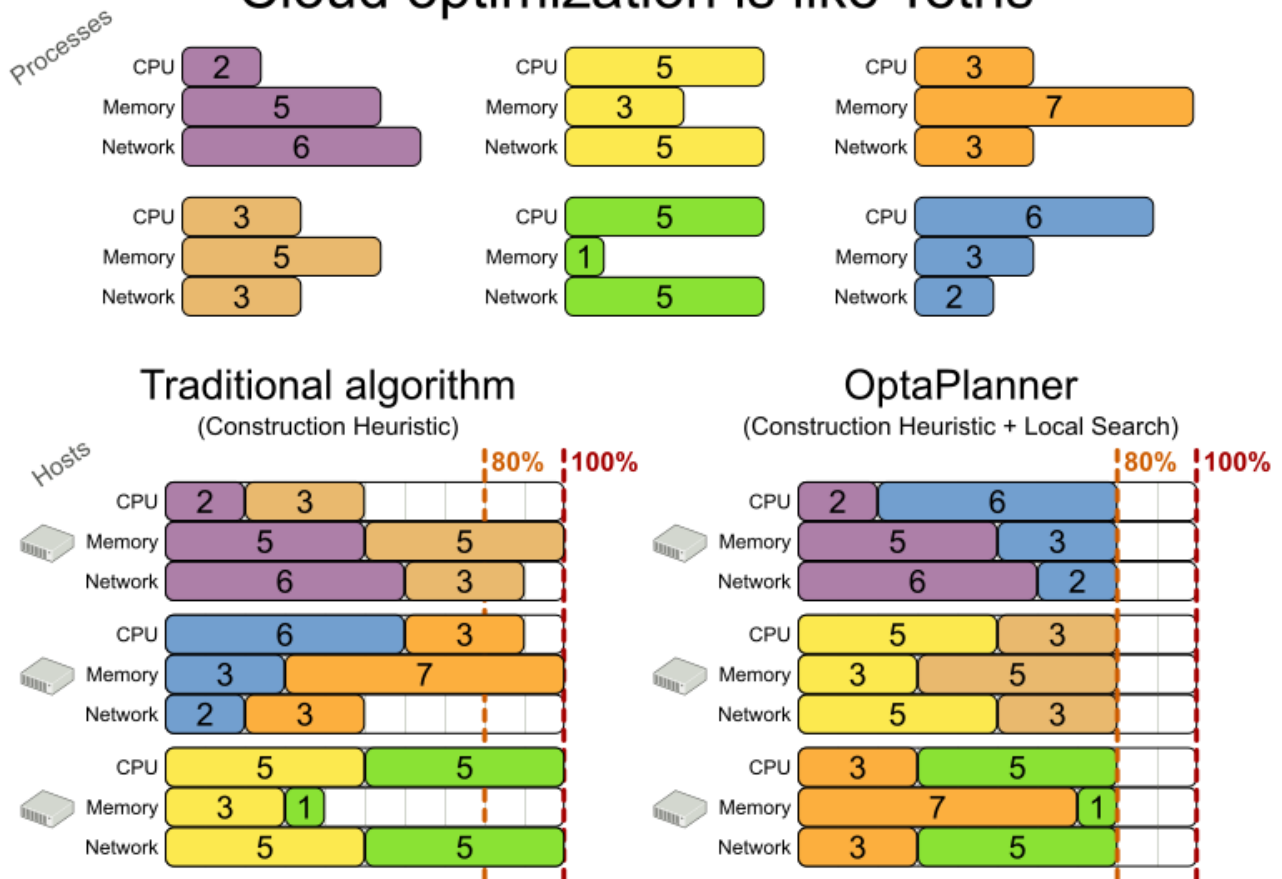 Cloud optimization is like Tetris
Processes
CPU 2 CPU 5 CPU 3
Memory 5 Memory 3 Memory 7
Network 6 Network 5 Network 3
CPU 3 CPU 5 CPU 6
Memory 5 Memory 1 Memory 3
Network 3 Network 5 Network 2
Traditional algorithm OptaPlanner
(Construction Heuristic) (Construction Heuristic + Local Search)
Hosts
80% 100% 80% 100%
CPU 2 3 CPU 2 6
Memory 5 5 Memory 5 3
Network 6 3 Network 6 2
CPU 6 3 CPU 5 3
Memory 3 7 Memory 3 5
Network 2 3 Network 5 3
CPU 5 5 CPU 3 5
Memory 3 1 Memory 7 1
Network 5 5 Network 3 5